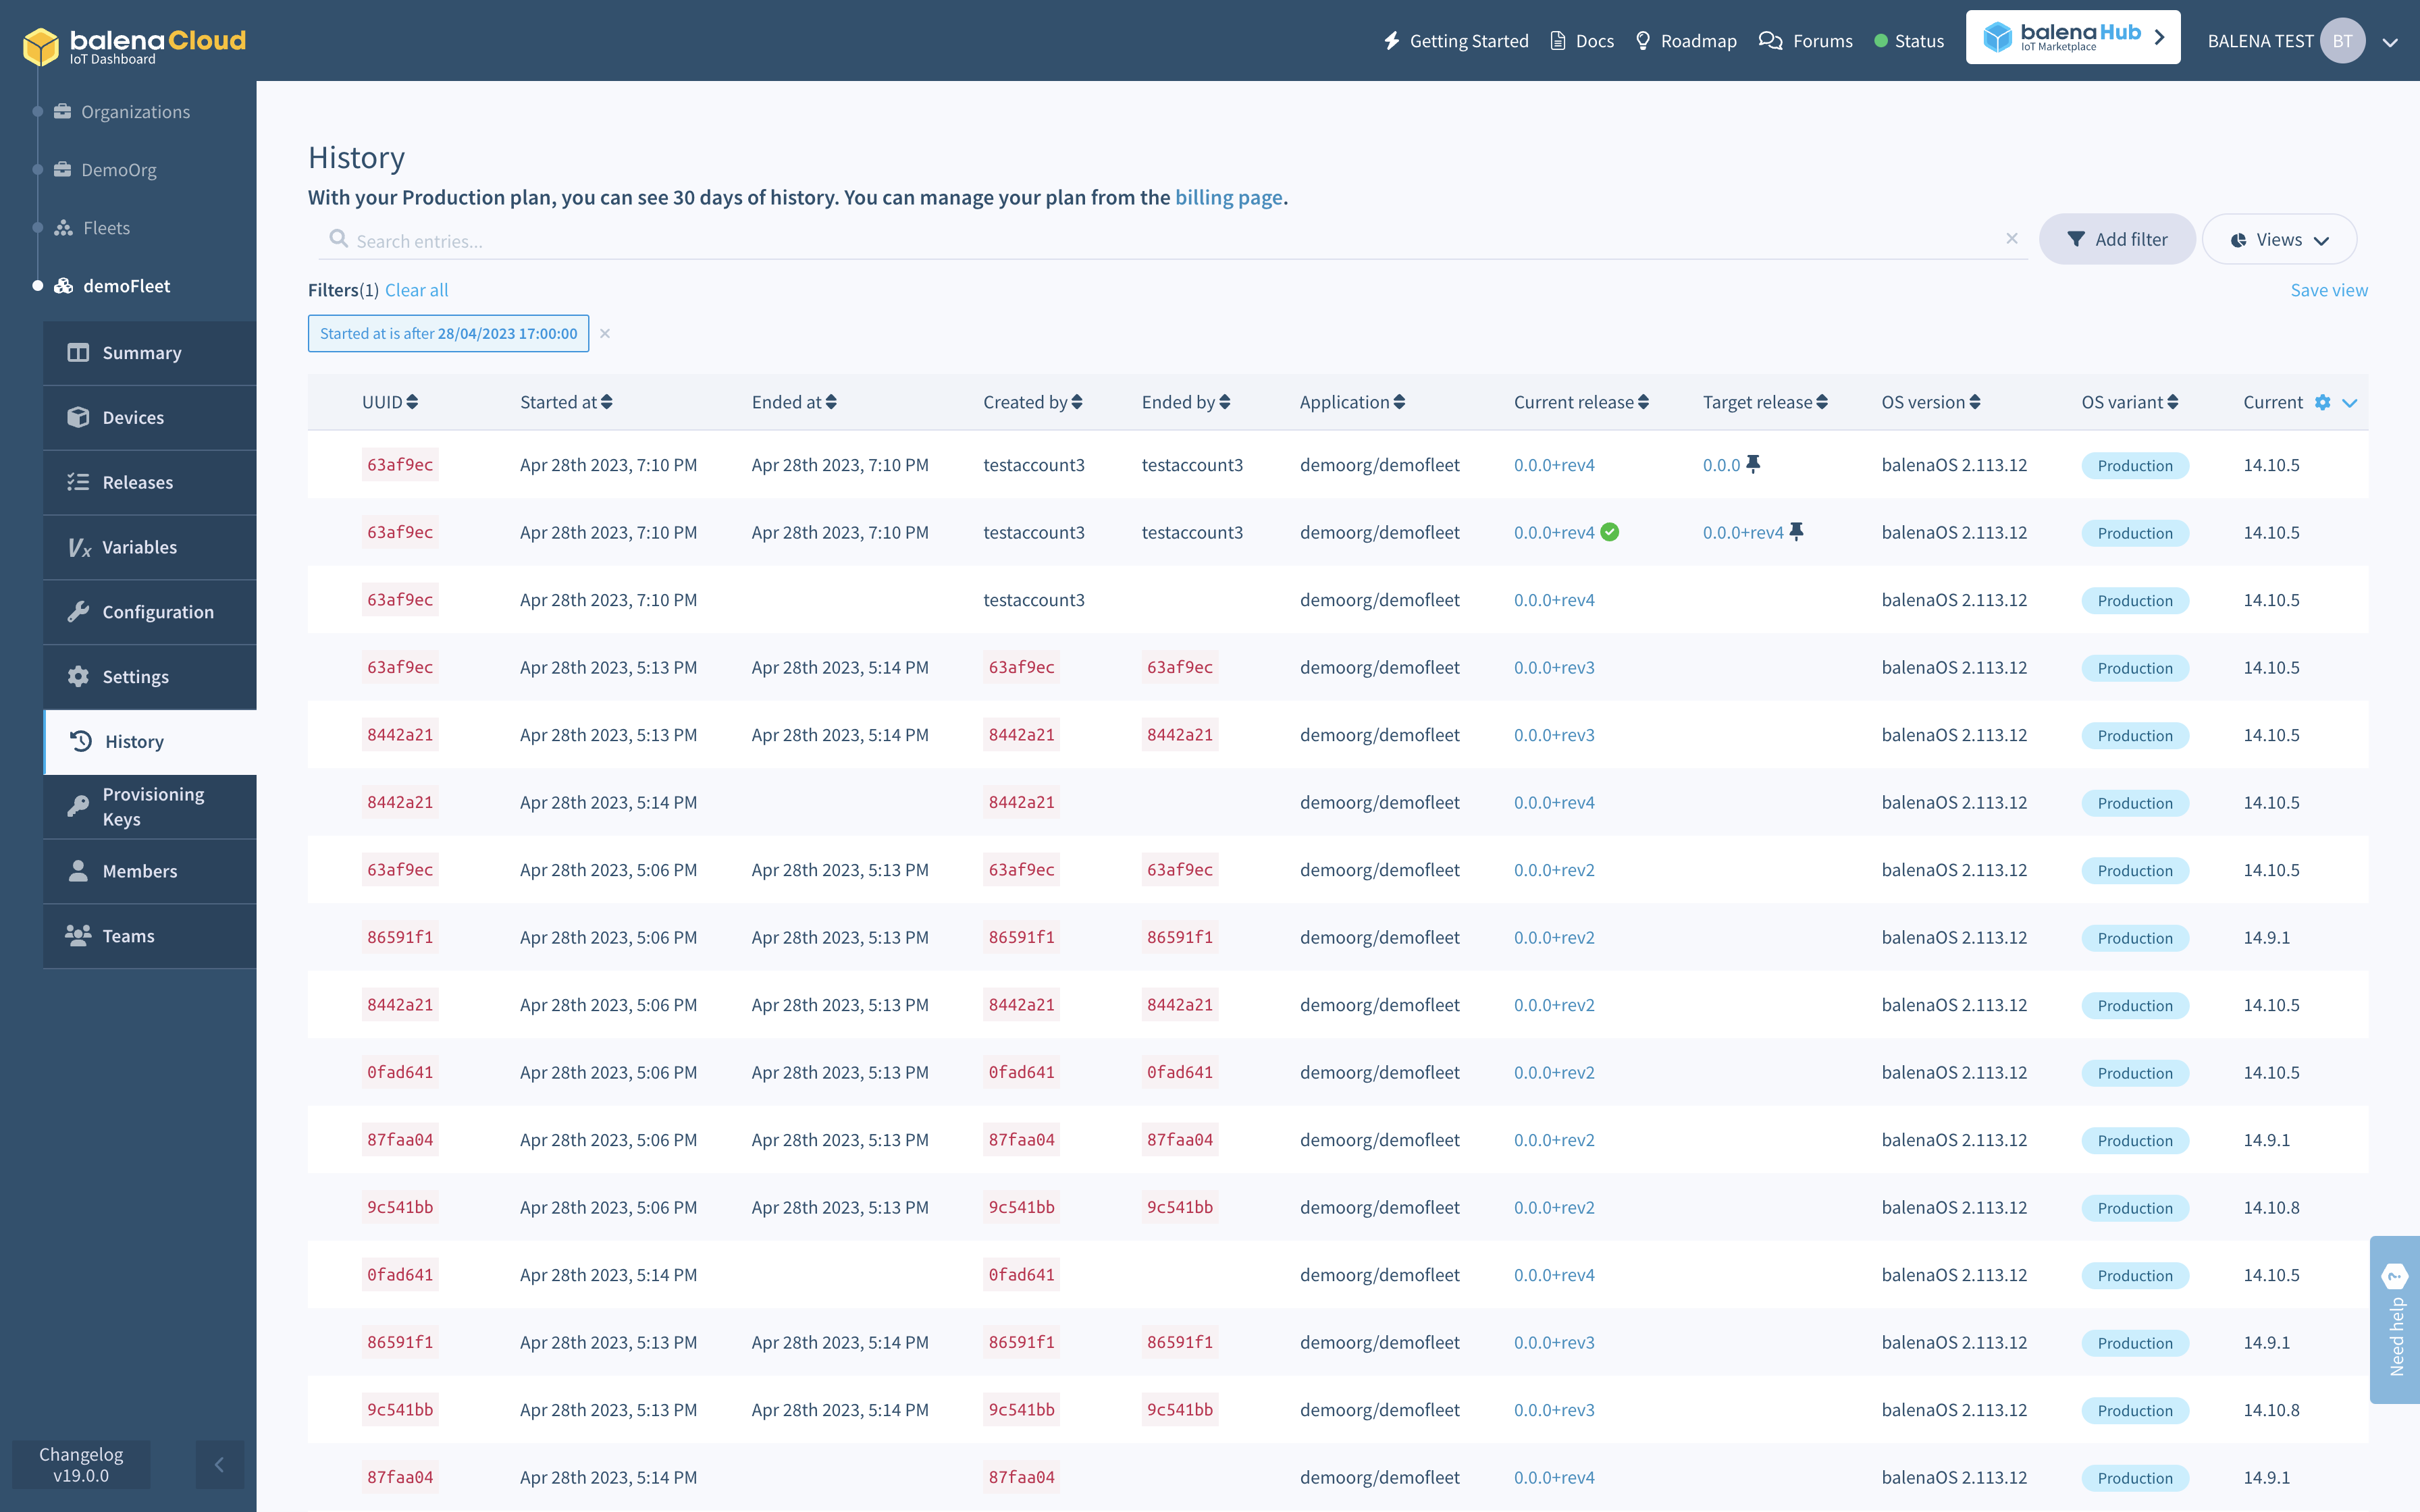 balenaCloud
IoT Dashboard
Getting Started Docs Roadmap Forums Status balenaHub IoT Marketplace BALENA TEST BT
Organizations
DemoOrg
Fleets
demoFleet
Summary
Devices
Releases
Variables
Configuration
Settings
History
Provisioning
Keys
Members
Teams
Changelog
v19.0.0
History
With your Production plan, you can see 30 days of history. You can manage your plan from the billing page.
Search entries... Add filter Views
Filters(1) Clear all Save view
Started at is after 28/04/2023 17:00:00
UUID Started at Ended at Created by Ended by Application Current release Target release OS version OS variant Current
63af9ec Apr 28th 2023, 7:10 PM Apr 28th 2023, 7:10 PM testaccount3 testaccount3 demoorg/demofleet 0.0.0+rev4 0.0.0 balenaOS 2.113.12 Production 14.10.5
63af9ec Apr 28th 2023, 7:10 PM Apr 28th 2023, 7:10 PM testaccount3 testaccount3 demoorg/demofleet 0.0.0+rev4 0.0.0+rev4 balenaOS 2.113.12 Production 14.10.5
63af9ec Apr 28th 2023, 7:10 PM testaccount3 demoorg/demofleet 0.0.0+rev4 balenaOS 2.113.12 Production 14.10.5
63af9ec Apr 28th 2023, 5:13 PM Apr 28th 2023, 5:14 PM 63af9ec 63af9ec demoorg/demofleet 0.0.0+rev3 balenaOS 2.113.12 Production 14.10.5
8442a21 Apr 28th 2023, 5:13 PM Apr 28th 2023, 5:14 PM 8442a21 8442a21 demoorg/demofleet 0.0.0+rev3 balenaOS 2.113.12 Production 14.10.5
8442a21 Apr 28th 2023, 5:14 PM 8442a21 demoorg/demofleet 0.0.0+rev4 balenaOS 2.113.12 Production 14.10.5
63af9ec Apr 28th 2023, 5:06 PM Apr 28th 2023, 5:13 PM 63af9ec 63af9ec demoorg/demofleet 0.0.0+rev2 balenaOS 2.113.12 Production 14.10.5
86591f1 Apr 28th 2023, 5:06 PM Apr 28th 2023, 5:13 PM 86591f1 86591f1 demoorg/demofleet 0.0.0+rev2 balenaOS 2.113.12 Production 14.9.1
8442a21 Apr 28th 2023, 5:06 PM Apr 28th 2023, 5:13 PM 8442a21 8442a21 demoorg/demofleet 0.0.0+rev2 balenaOS 2.113.12 Production 14.10.5
0fad641 Apr 28th 2023, 5:06 PM Apr 28th 2023, 5:13 PM 0fad641 0fad641 demoorg/demofleet 0.0.0+rev2 balenaOS 2.113.12 Production 14.10.5
87faa04 Apr 28th 2023, 5:06 PM Apr 28th 2023, 5:13 PM 87faa04 87faa04 demoorg/demofleet 0.0.0+rev2 balenaOS 2.113.12 Production 14.9.1
9c541bb Apr 28th 2023, 5:06 PM Apr 28th 2023, 5:13 PM 9c541bb 9c541bb demoorg/demofleet 0.0.0+rev2 balenaOS 2.113.12 Production 14.10.8
0fad641 Apr 28th 2023, 5:14 PM 0fad641 demoorg/demofleet 0.0.0+rev4 balenaOS 2.113.12 Production 14.10.5
86591f1 Apr 28th 2023, 5:13 PM Apr 28th 2023, 5:14 PM 86591f1 86591f1 demoorg/demofleet 0.0.0+rev3 balenaOS 2.113.12 Production 14.9.1
9c541bb Apr 28th 2023, 5:13 PM Apr 28th 2023, 5:14 PM 9c541bb 9c541bb demoorg/demofleet 0.0.0+rev3 balenaOS 2.113.12 Production 14.10.8
87faa04 Apr 28th 2023, 5:14 PM 87faa04 demoorg/demofleet 0.0.0+rev4 balenaOS 2.113.12 Production 14.9.1
Need help
?